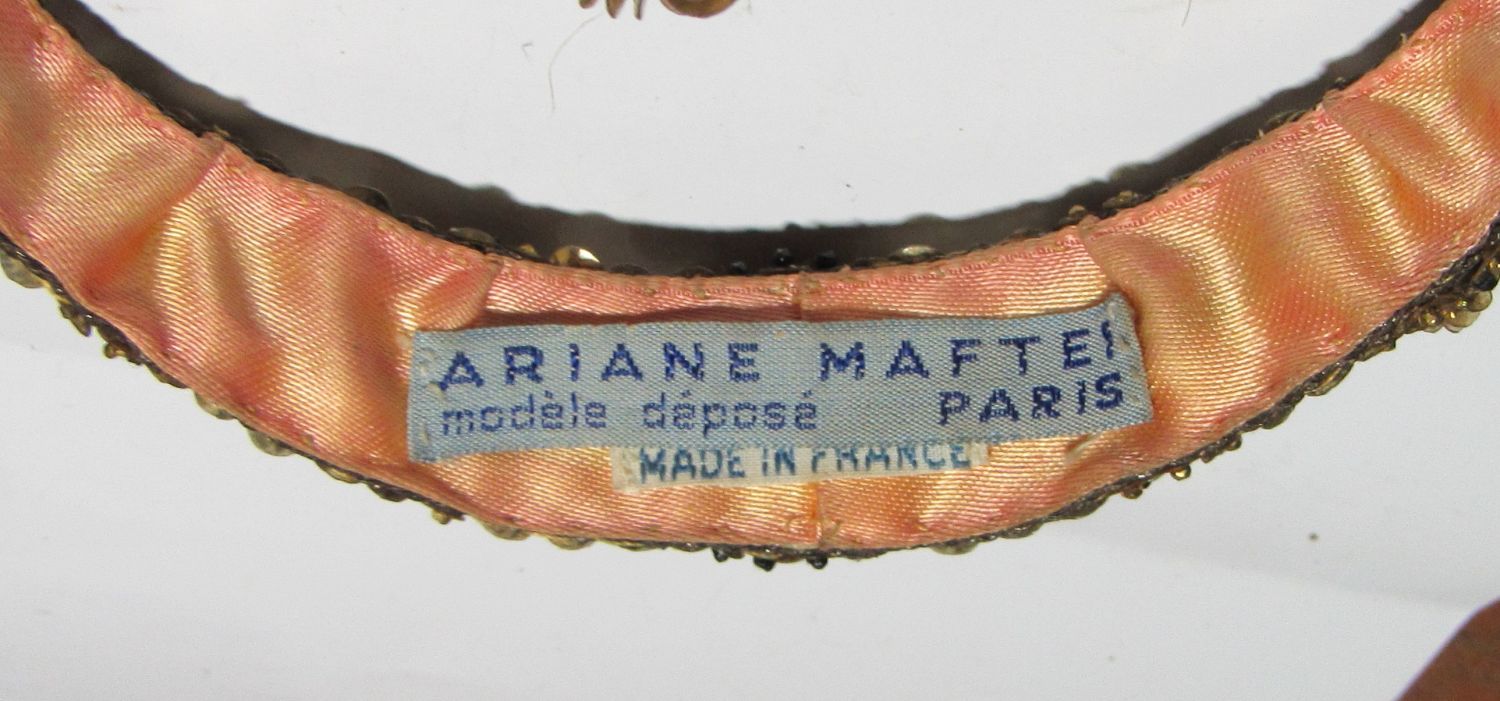 ARIANE MAFTEI
modèle déposé PARIS
MADE IN FRANCE